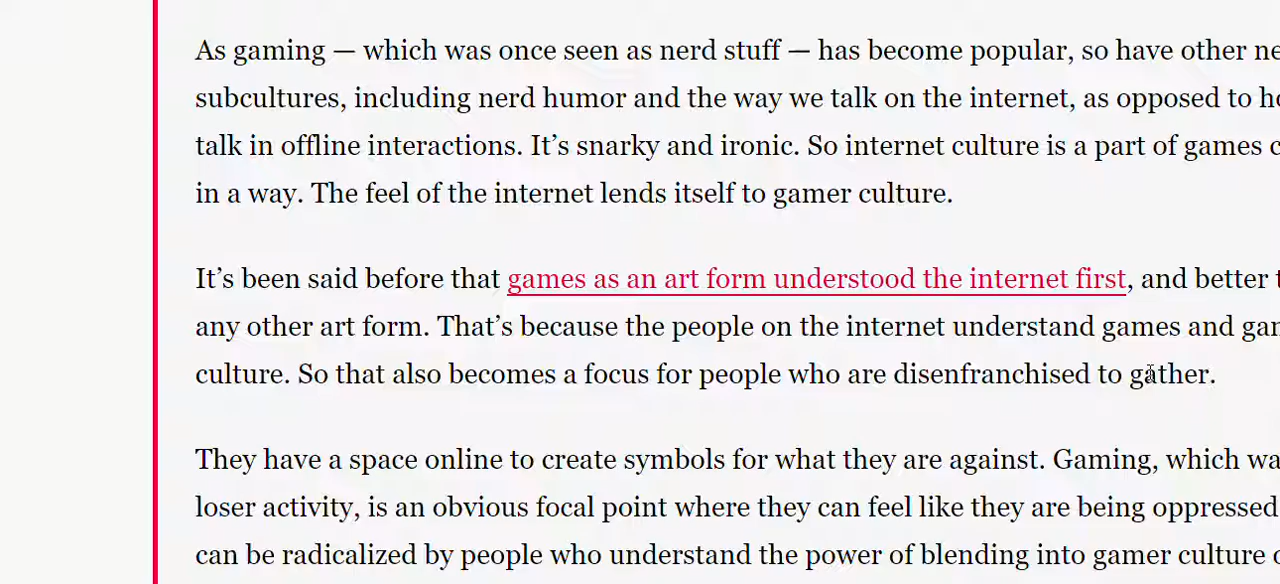 As gaming — which was once seen as nerd stuff — has become popular, so have other
subcultures, including nerd humor and the way we talk on the internet, as opposed to
talk in offline interactions. It’s snarky and ironic. So internet culture is a part of games
in a way. The feel of the internet lends itself to gamer culture.
It’s been said before that games as an art form understood the internet first, and better
any other art form. That’s because the people on the internet understand games and
culture. So that also becomes a focus for people who are disenfranchised to gather.
They have a space online to create symbols for what they are against. Gaming, which
loser activity, is an obvious focal point where they can feel like they are being oppressed
can be radicalized by people who understand the power of blending into gamer culture